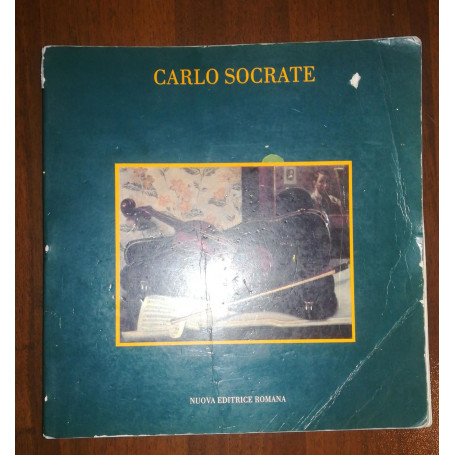 CARLO SOCRATE
NUOVA EDITRICE ROMANA